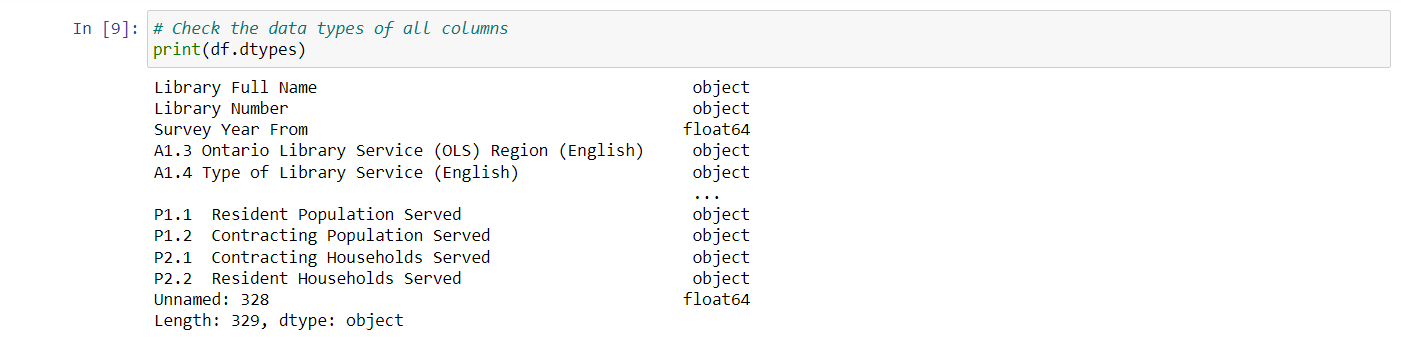 In [9]: # Check the data types of all columns
print(df.dtypes)
Library Full Name object
Library Number object
Survey Year From float64
A1.3 Ontario Library Service (OLS) Region (English) object
A1.4 Type of Library Service (English) object
...
P1.1  Resident Population Served object
P1.2  Contracting Population Served object
P2.1  Contracting Households Served object
P2.2  Resident Households Served object
Unnamed: 328 float64
Length: 329, dtype: object